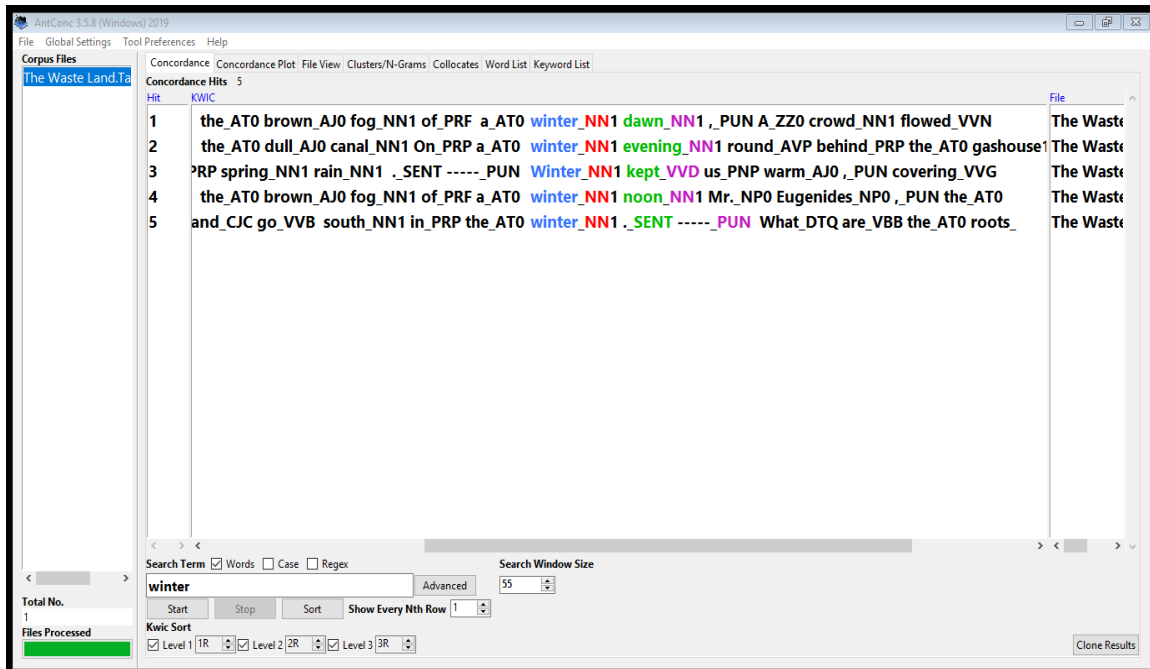 AntConc 3.5.8 (Windows) 2019
File Global Settings Tool Preferences Help
Corpus Files
The Waste Land.Ta
Concordance Concordance Plot File View Clusters/N-Grams Collocates Word List Keyword List
Concordance Hits 5
Hit KWIC File
1 the_AT0 brown_AJ0 fog_NN1 of_PRF a_AT0 winter_NN1 dawn_NN1 ,_PUN A_ZZ0 crowd_NN1 flowed_VVN The Waste
2 the_AT0 dull_AJ0 canal_NN1 On_PRP a_AT0 winter_NN1 evening_NN1 round_AVP behind_PRP the_AT0 gashouse1 The Waste
3 PRP spring_NN1 rain_NN1 ._SENT -----_PUN Winter_NN1 kept_VVD us_PNP warm_AJ0 ,_PUN covering_VVG The Waste
4 the_AT0 brown_AJ0 fog_NN1 of_PRF a_AT0 Winter_NN1 noon_NN1 Mr._NP0 Eugenides_NP0 ,_PUN the_AT0 The Waste
5 and_CJC go_VVB south_NN1 in_PRP the_AT0 winter_NN1 ._SENT -----_PUN What_DTQ are_VBB the_AT0 roots_ The Waste
Search Term Words Case Regex Search Window Size
winter Advanced 55
Start Stop Sort Show Every Nth Row 1
Kwic Sort
Level 1 1R Level 2 2R Level 3 3R Clone Results
Total No.
1
Files Processed